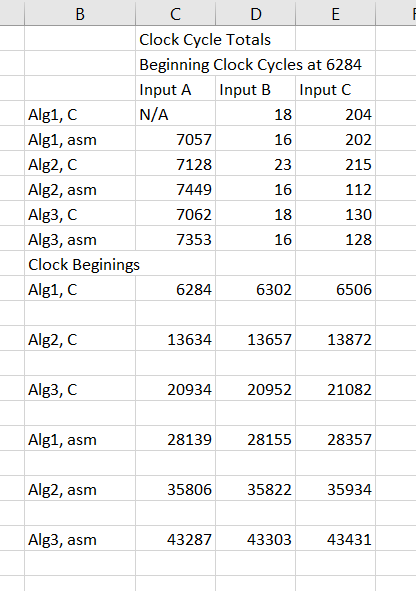 B C D E
Clock Cycle Totals
Beginning Clock Cycles at 6284
Input A Input B Input C
Alg1, C N/A 18 204
Alg1, asm 7057 16 202
Alg2, C 7128 23 215
Alg2, asm 7449 16 112
Alg3, C 7062 18 130
Alg3, asm 7353 16 128
Clock Beginings
Alg1, C 6284 6302 6506
Alg2, C 13634 13657 13872
Alg3, C 20934 20952 21082
Alg1, asm 28139 28155 28357
Alg2, asm 35806 35822 35934
Alg3, asm 43287 43303 43431